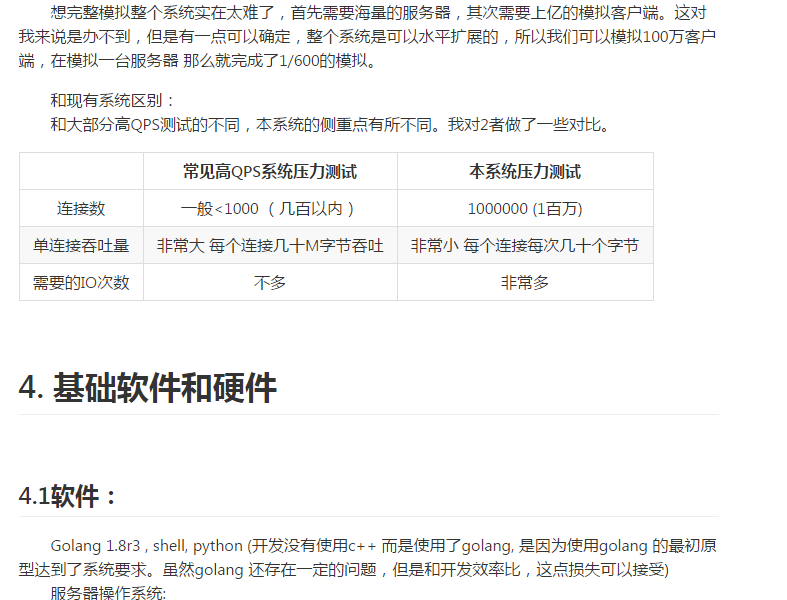 想完整模拟整个系统实在太难了，首先需要海量的服务器，其次需要上亿的模拟客户端。这对
我来说是办不到，但是有一点可以确定，整个系统是可以水平扩展的，所以我们可以模拟100万客户
端，在模拟一台服务器 那么就完成了1/600的模拟。
和现有系统区别：
和大部分高QPS测试的不同，本系统的侧重点有所不同。我对2者做了一些对比。
常见高QPS系统压力测试 本系统压力测试
连接数 一般<1000 （ 几百以内 ） 1000000 (1百万)
单连接吞吐量 非常大 每个连接几十M字节吞吐 非常小 每个连接每次几十个字节
需要的IO次数 不多 非常多
4. 基础软件和硬件
4.1软件：
Golang 1.8r3 , shell, python (开发没有使用c++ 而是使用了golang, 是因为使用golang 的最初原
型达到了系统要求。虽然golang 还存在一定的问题，但是和开发效率比，这点损失可以接受)
服务器操作系统: